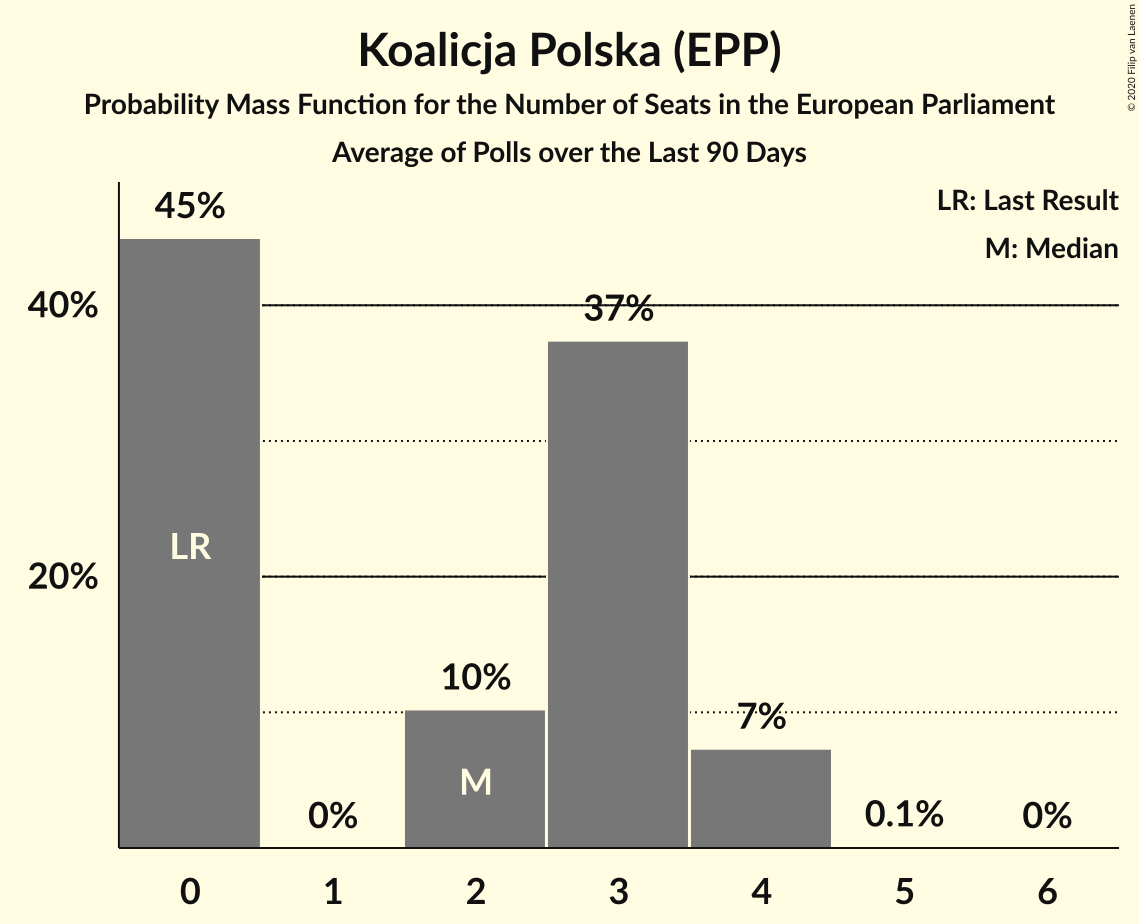 Koalicja Polska (EPP)
Probability Mass Function for the Number of Seats in the European Parliament
Average of Polls over the Last 90 Days
© 2020 Filip van Laenen
LR: Last Result
M: Median
45%
40%
37%
LR
20%
10%
7%
M
0%
0.1%
0%
0 1 2 3 4 5 6